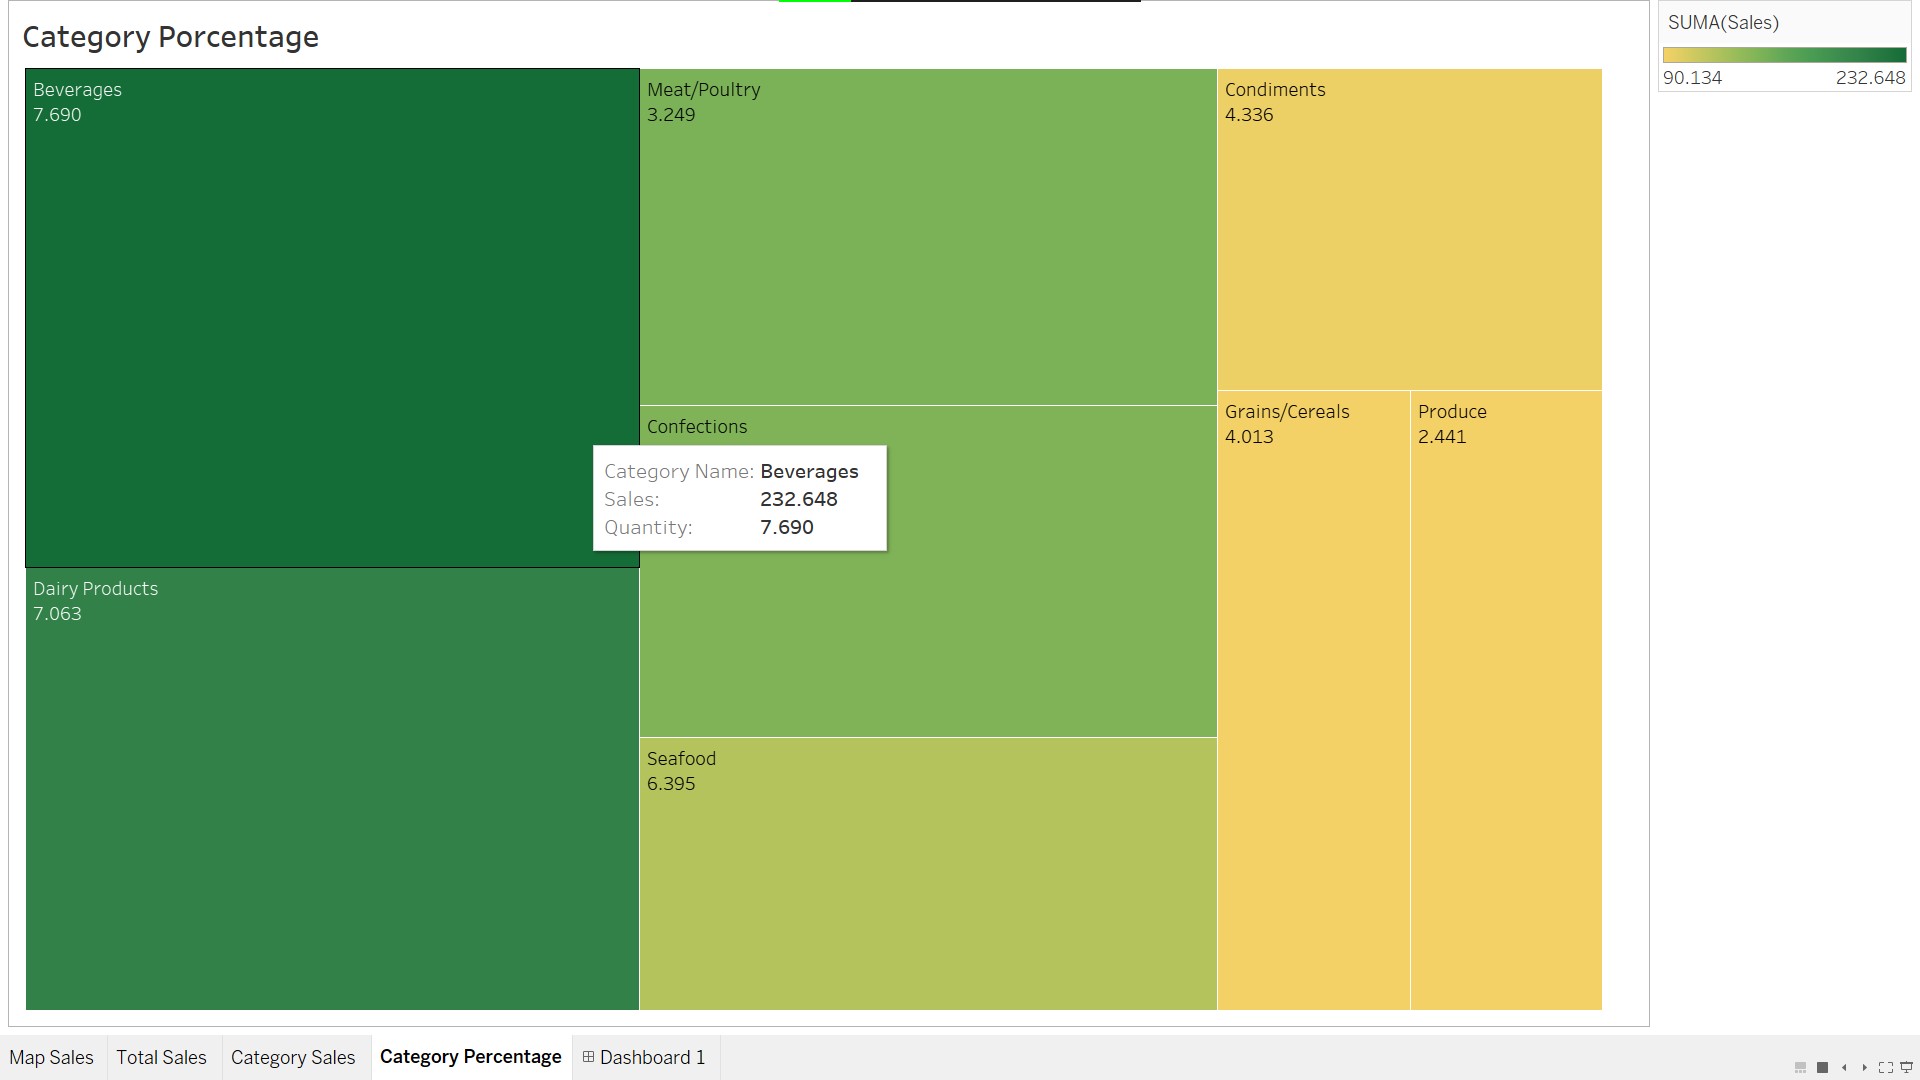 Category Porcentage
SUMA(Sales)
90.134 232.648
Beverages
7.690
Meat/Poultry
3.249
Condiments
4.336
Confections
Category Name: Beverages
Sales: 232.648
Quantity: 7.690
Grains/Cereals
4.013
Produce
2.441
Dairy Products
7.063
Seafood
6.395
Map Sales Total Sales Category Sales Category Percentage Dashboard 1